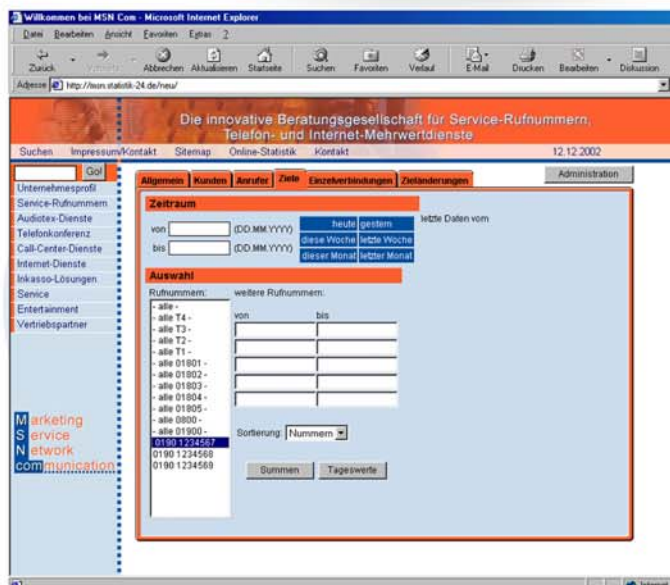 Willkommen bei MSN Com - Microsoft Internet Explorer
Datei Bearbeiten Ansicht Favoriten Extras ?
Zurück Abbrechen Aktualisieren Startseite Suchen Favoriten Verlauf E-Mail Drucken Bearbeiten Diskussion
Adresse http://msn.statistik-24.de/neu/
Die innovative Beratungsgesellschaft für Service-Rufnummern,
Telefon- und Internet-Mehrwertdienste
Suchen Impressum/Kontakt Sitemap Online-Statistik Kontakt 12.12.2002
Go!
Unternehmesprofil
Service-Rufnummern
Audiotex-Dienste
Telefonkonferenz
Call-Center-Dienste
Internet-Dienste
Inkasso-Lösungen
Service
Entertainment
Vertriebspartner
Marketing
Service
Network
communication
Allgemein Kunden Anrufer Ziele Einzelverbindungen Zieländerungen
Administration
Zeitraum
von (DD.MM.YYYY) heute gestern letzte Daten vom
bis (DD.MM.YYYY) diese Woche letzte Woche
dieser Monat letzter Monat
Auswahl
Rufnummern: weitere Rufnummern:
- alle -
- alle T4 -
- alle T3 -
- alle T2 -
- alle T1 -
- alle 01801 -
- alle 01802 -
- alle 01803 -
- alle 01804 -
- alle 01805 -
- alle 0800 -
- alle 01900 -
0190 1234567
0190 1234568
0190 1234569
von bis
Sortierung: Nummern
Summen Tageswerte
Internet